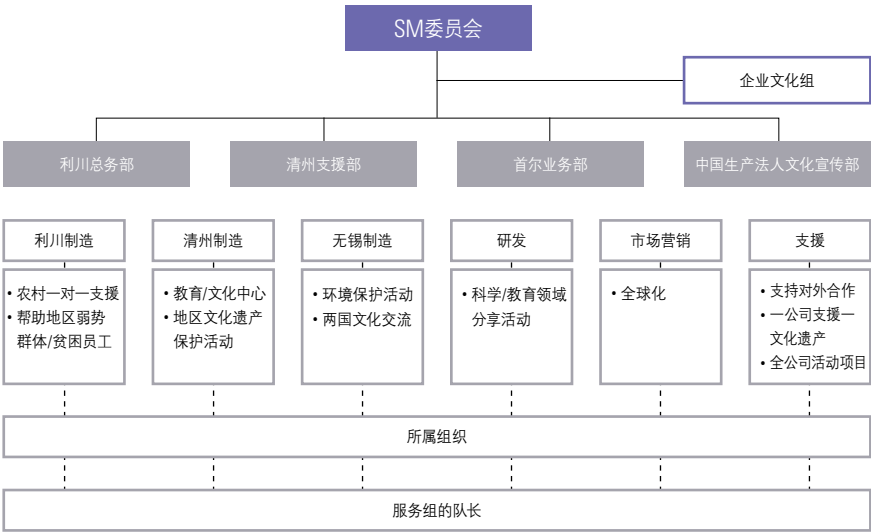 SM委员会
企业文化组
利川总务部
清州支援部
首尔业务部
中国生产法人文化宣传部
利川制造
清州制造
无锡制造
研发
市场营销
支援
• 农村一对一支援
• 帮助地区弱势
群体/贫困员工
• 教育/文化中心
• 地区文化遗产
保护活动
• 环境保护活动
• 两国文化交流
• 科学/教育领域
分享活动
• 全球化
• 支持对外合作
• 一公司支援一
文化遗产
• 全公司活动项目
所属组织
服务组的队长